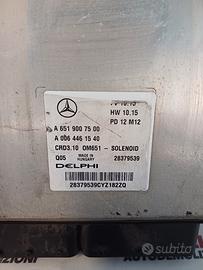 HW 10.15
PD 12 M12
A 651 900 75 00
A 006 446 15 40
CRD3.10 OM651 - SOLENOID
Q05
MADE IN
HUNGARY
28379539
DELPHI
28379539CYZ182ZQ
subito